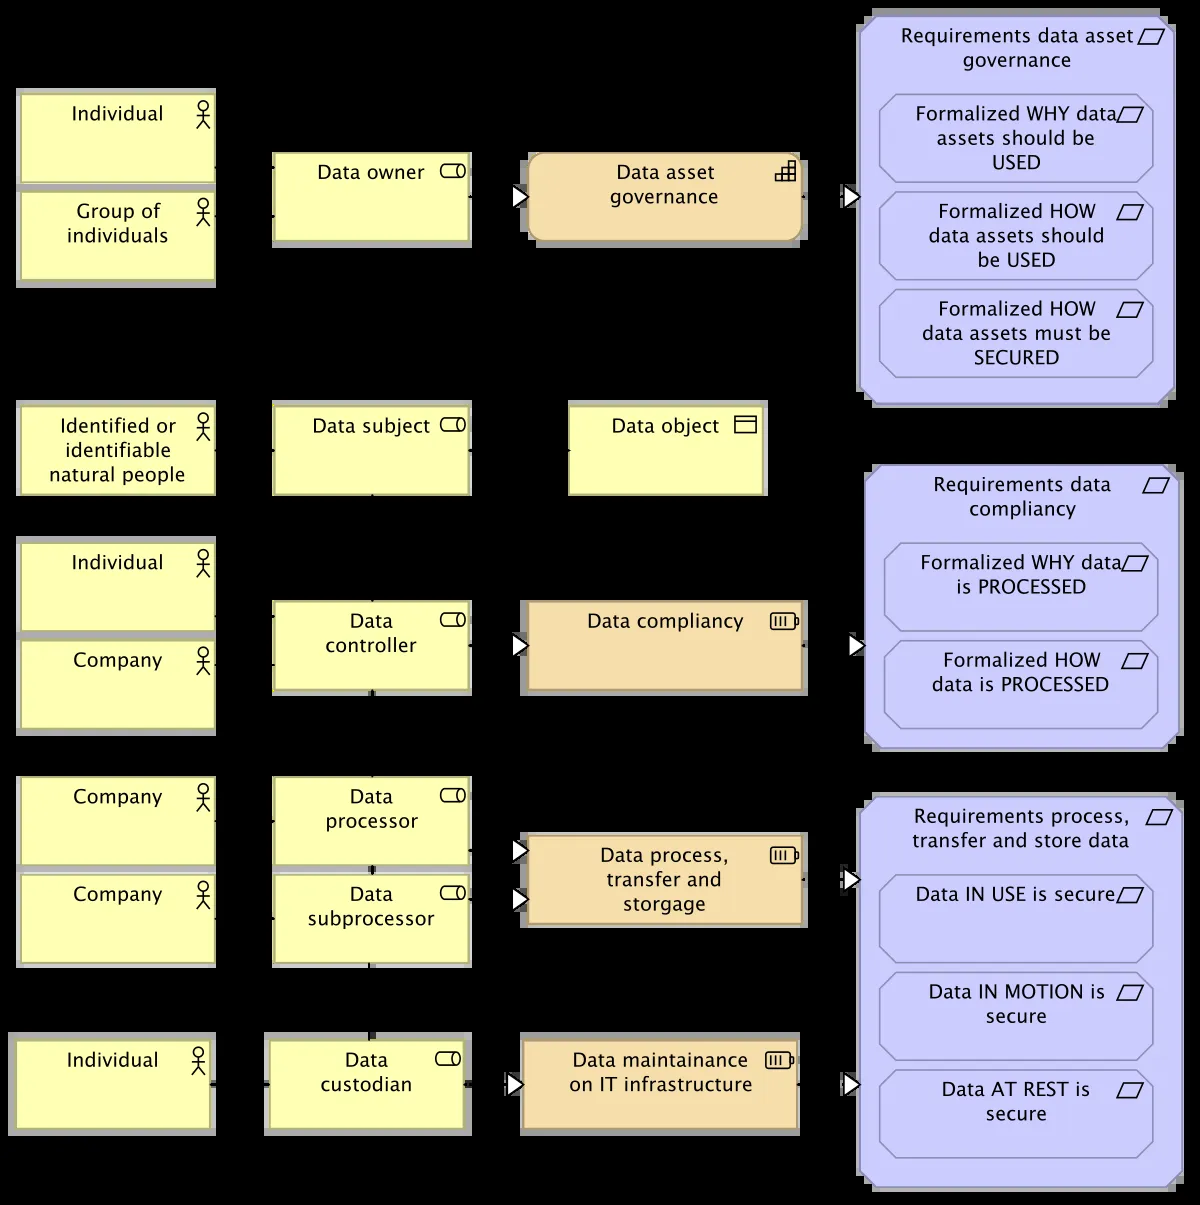 Requirements data asset
governance
Individual
Formalized WHY data
assets should be
USED
Data owner
Data asset
governance
Group of
individuals
Formalized HOW
data assets should
be USED
Formalized HOW
data assets must be
SECURED
Identified or
identifiable
natural people
Data subject
Data object
Requirements data
compliancy
Individual
Formalized WHY data
is PROCESSED
Data
controller
Data compliancy
Company
Formalized HOW
data is PROCESSED
Company
Data
processor
Requirements process,
transfer and store data
Data process,
transfer and
storgage
Company
Data
subprocessor
Data IN USE is secure
Data IN MOTION is
secure
Individual
Data
custodian
Data maintainance
on IT infrastructure
Data AT REST is
secure